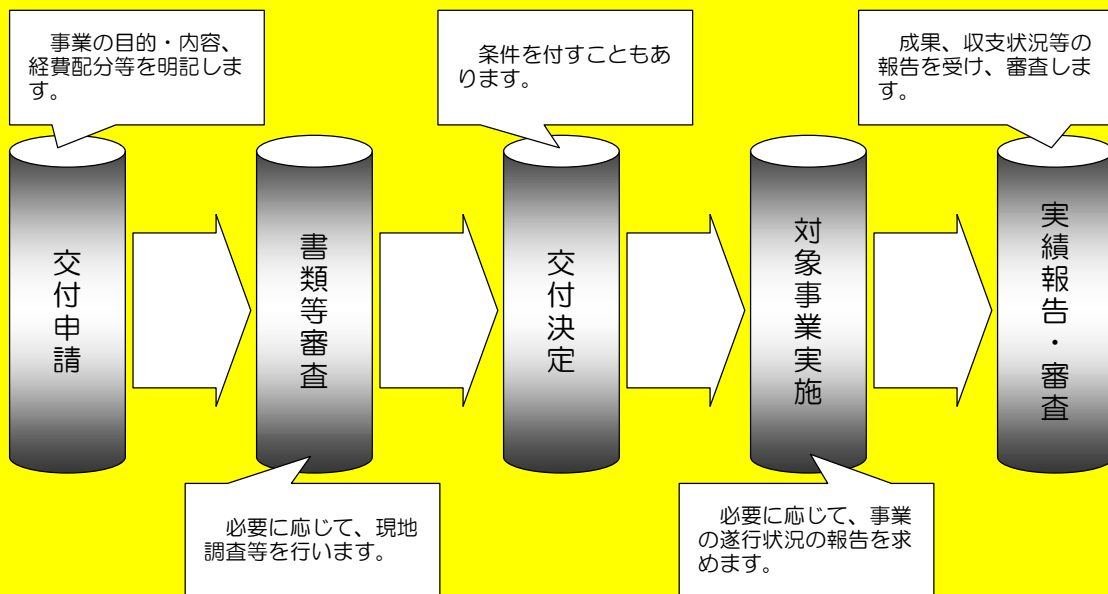 事業の目的・内容、
経費配分等を明記しま
す。
条件を付すこともあ
ります。
成果、収支状況等の
報告を受け、審査しま
す。
交付申請
書類等審査
交付決定
対象事業実施
実績報告・審査
必要に応じて、現地
調査等を行います。
必要に応じて、事業
の遂行状況の報告を求
めます。